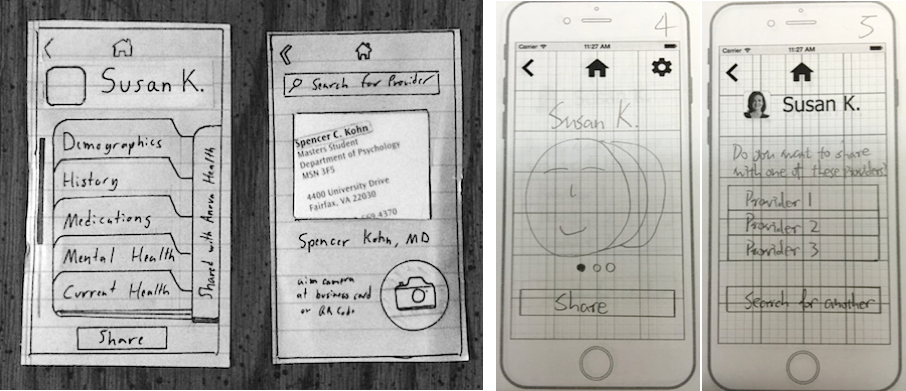 Susan K.
Demographics
History
Medications
Mental Health
Current Health
Shared with Anova Health
Share
Search for Provider
Spencer C. Kohn
Masters Student
Department of Psychology
MSN 3F5
4400 University Drive
Fairfax, VA 22030
4370
Spencer Kohn, MD
aim camera
at business card
or QR Code
4
Carrier
11:27 AM
Susan K.
Share
5
Carrier
11:27 AM
Susan K.
Do you want to share
with one of these Providers?
Provider 1
Provider 2
Provider 3
Search for another